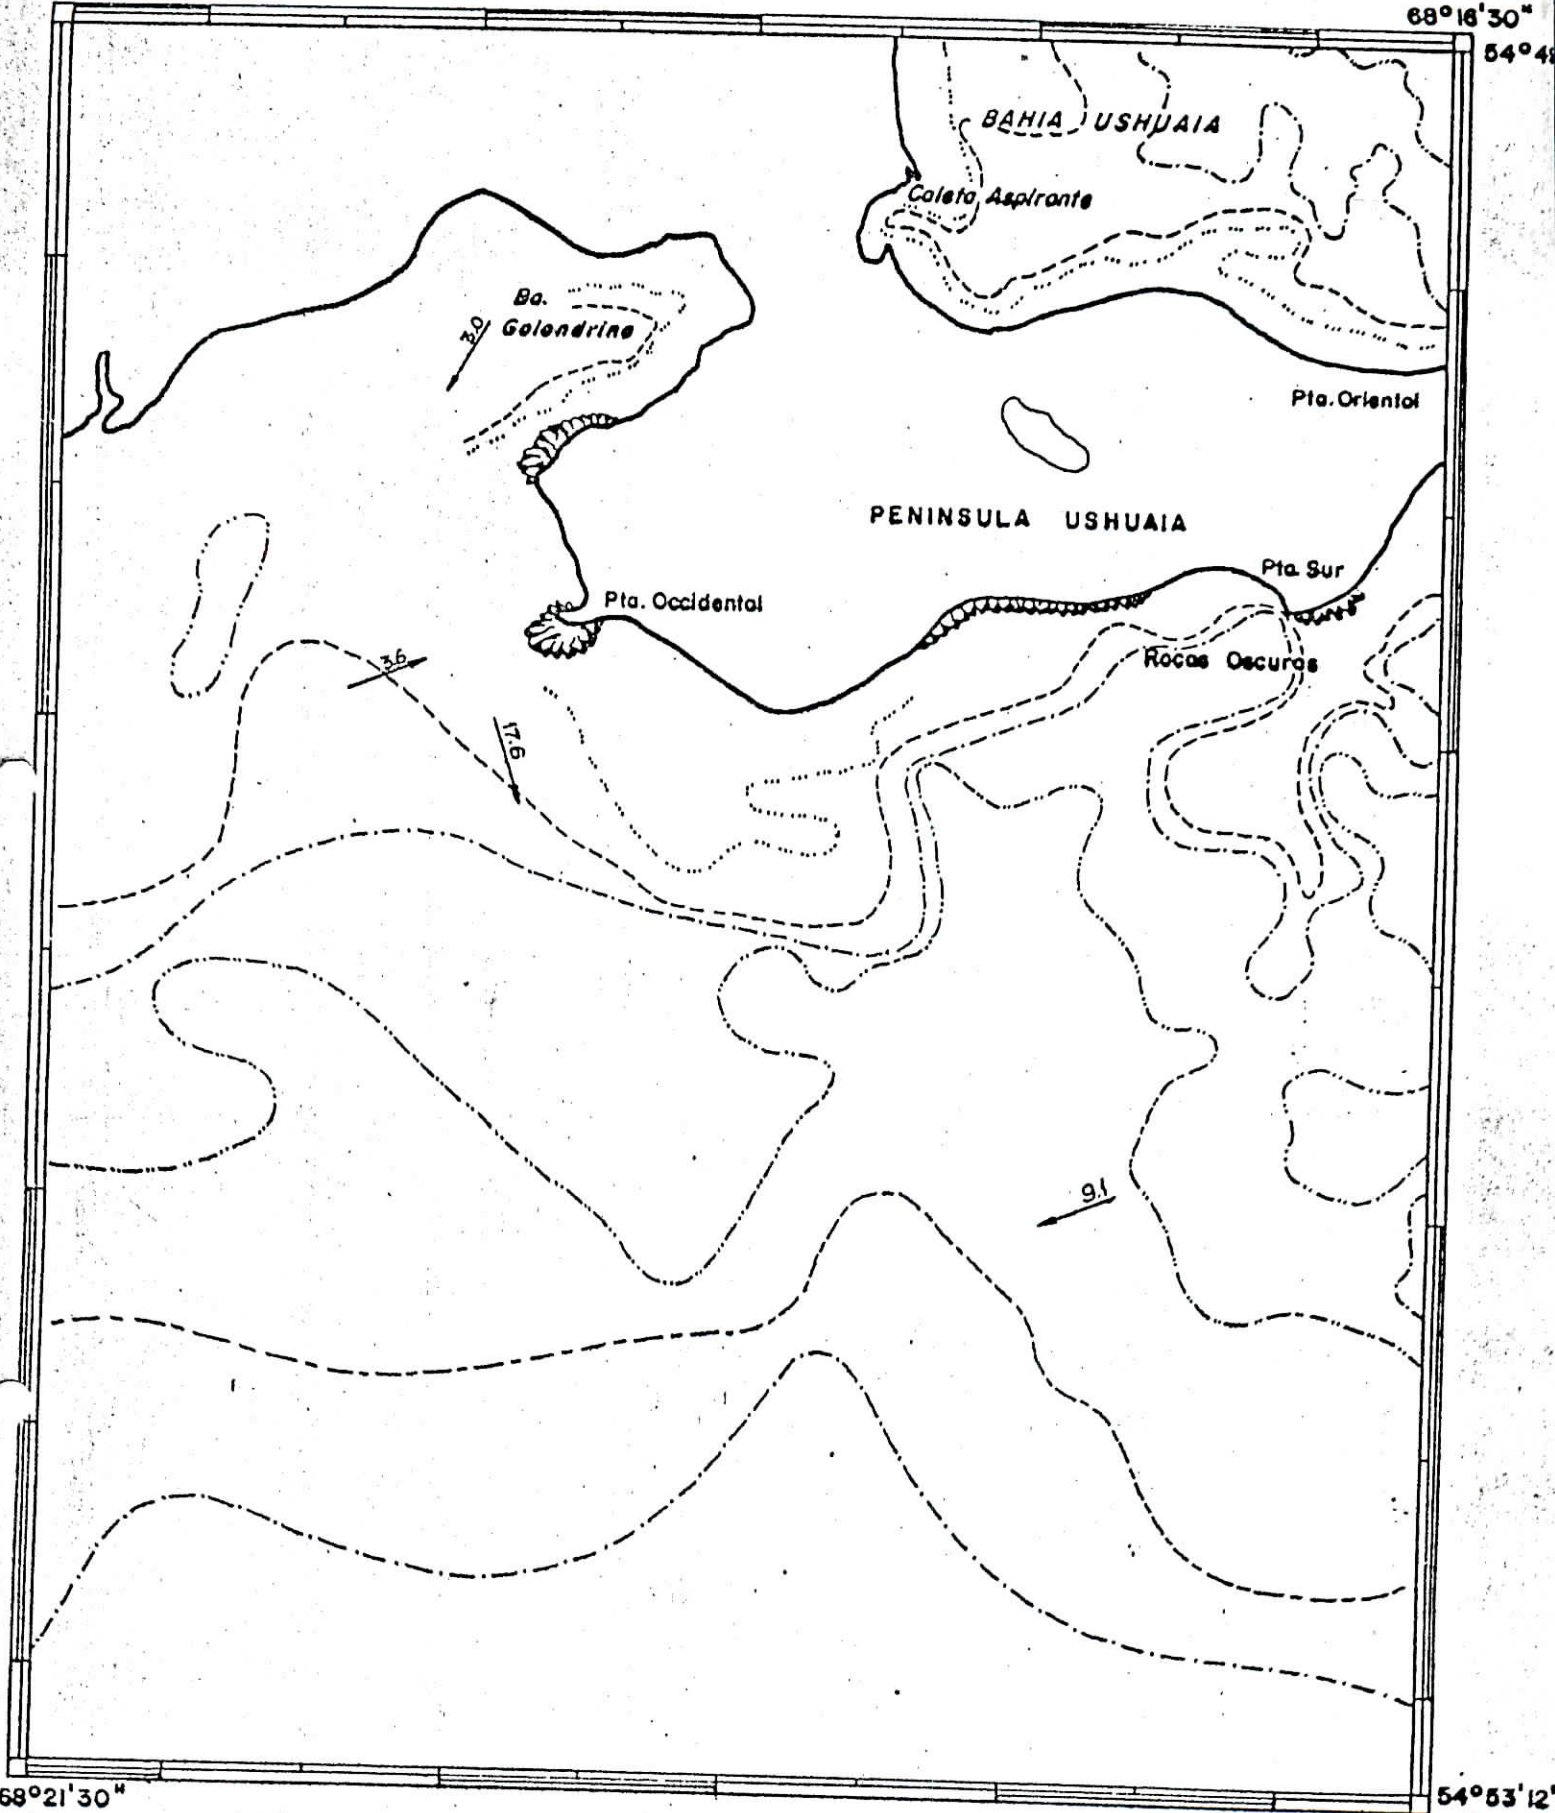 68°16'30"
54°48
BAHIA USHUAIA
Caleta Aspirante
Ba.
Golondrina
3.0
Pta. Oriental
PENINSULA USHUAIA
Pta. Sur
Pta. Occidental
Rocas Oscuras
3.6
17.6
9.1
68°21'30"
54°53'12"